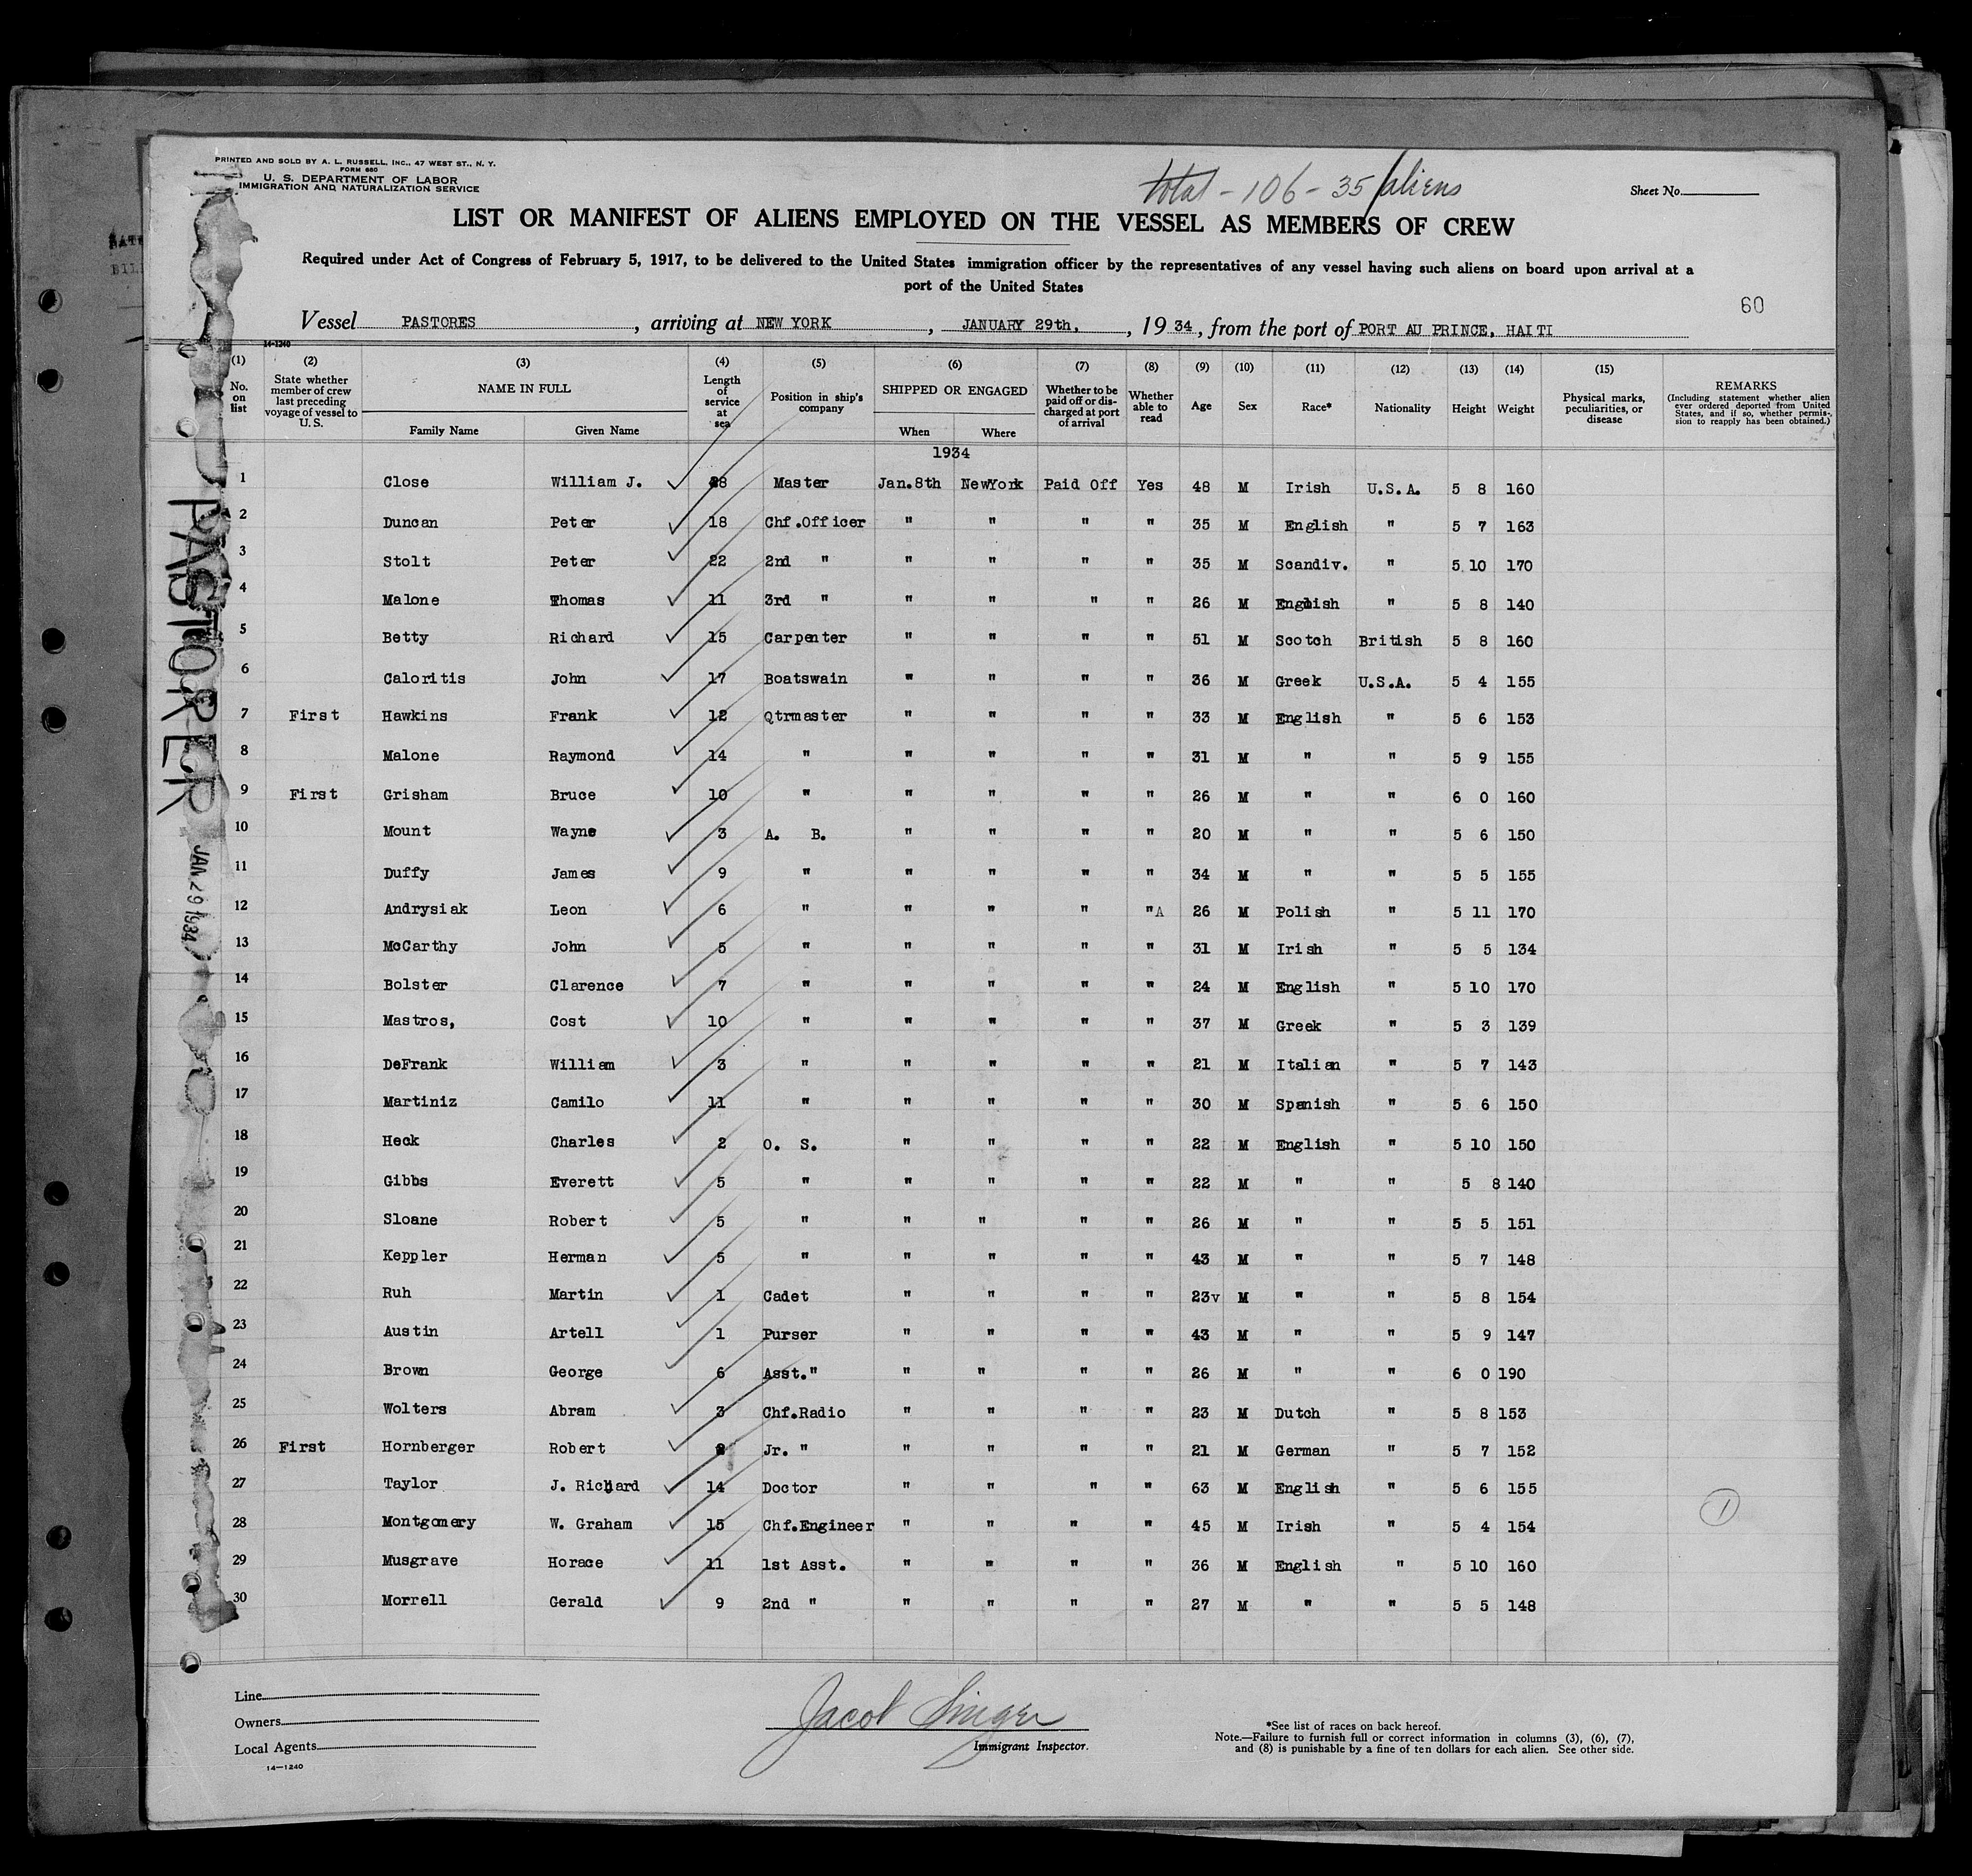 PRINTED AND SOLD BY A. L. RUSSELL, INC., 47 WEST ST., N. Y.
FORM 680
U. S. DEPARTMENT OF LABOR
IMMIGRATION AND NATURALIZATION SERVICE
total - 106 - 35 aliens
Sheet No.
LIST OR MANIFEST OF ALIENS EMPLOYED ON THE VESSEL AS MEMBERS OF CREW
Required under Act of Congress of February 5, 1917, to be delivered to the United States immigration officer by the representatives of any vessel having such aliens on board upon arrival at a
port of the United States
60
Vessel PASTORES, arriving at NEW YORK, JANUARY 29th, 1934, from the port of PORT AU PRINCE, HAITI
14-1240
(1) (2) (3) (4) (5) (6) (7) (8) (9) (10) (11) (12) (13) (14) (15)
No. on list State whether member of crew last preceding voyage of vessel to U.S. NAME IN FULL Family Name Given Name Length of service at sea Position in ship's company SHIPPED OR ENGAGED When Where Whether to be paid off or discharged at port of arrival Whether able to read Age Sex Race* Nationality Height Weight Physical marks, peculiarities, or disease REMARKS (Including statement whether alien ever ordered deported from United States, and if so, whether permission to reapply has been obtained.)
1934
1 Close William J. 28 Master Jan.8th NewYork Paid Off Yes 48 M Irish U.S.A. 5 8 160
2 Duncan Peter 18 Chf.Officer " " " " 35 M English " 5 7 163
3 Stolt Peter 22 2nd " " " " " 35 M Scandiv. " 5 10 170
4 Malone Thomas 11 3rd " " " " " 26 M English " 5 8 140
5 Betty Richard 15 Carpenter " " " " 51 M Scotch British 5 8 160
6 Caloritis John 17 Boatswain " " " " 36 M Greek U.S.A. 5 4 155
7 First Hawkins Frank 12 Qtrmaster " " " " 33 M English " 5 6 153
8 Malone Raymond 14 " " " " " 31 M " " 5 9 155
9 First Grisham Bruce 10 " " " " " 26 M " " 6 0 160
10 Mount Wayne 3 A. B. " " " " 20 M " " 5 6 150
11 Duffy James 9 " " " " " 34 M " " 5 5 155
12 Andrysiak Leon 6 " " " " "A 26 M Polish " 5 11 170
13 McCarthy John 5 " " " " " 31 M Irish " 5 5 134
14 Bolster Clarence 7 " " " " " 24 M English " 5 10 170
15 Mastros, Cost 10 " " " " " 37 M Greek " 5 3 139
16 DeFrank William 3 " " " " " 21 M Italian " 5 7 143
17 Martiniz Camilo 11 " " " " " 30 M Spanish " 5 6 150
18 Heck Charles 2 O. S. " " " " 22 M English " 5 10 150
19 Gibbs Everett 5 " " " " " 22 M " " 5 8 140
20 Sloane Robert 5 " " " " " 26 M " " 5 5 151
21 Keppler Herman 5 " " " " " 43 M " " 5 7 148
22 Ruh Martin 1 Cadet " " " " 23v M " " 5 8 154
23 Austin Artell 1 Purser " " " " 43 M " " 5 9 147
24 Brown George 6 Asst." " " " " 26 M " " 6 0 190
25 Wolters Abram 3 Chf.Radio " " " " 23 M Dutch " 5 8 153
26 First Hornberger Robert Jr. " " " " " 21 M German " 5 7 152
27 Taylor J. Richard 14 Doctor " " " " 63 M English " 5 6 155
28 Montgomery W. Graham 15 Chf.Engineer " " " " 45 M Irish " 5 4 154
29 Musgrave Horace 11 1st Asst. " " " " 36 M English " 5 10 160
30 Morrell Gerald 9 2nd " " " " " 27 M " " 5 5 148
1
PASTORER
JAN 29 1934
Line
Owners
Local Agents
14-1240
Jacob Singer
Immigrant Inspector.
*See list of races on back hereof.
Note.—Failure to furnish full or correct information in columns (3), (6), (7),
and (8) is punishable by a fine of ten dollars for each alien. See other side.